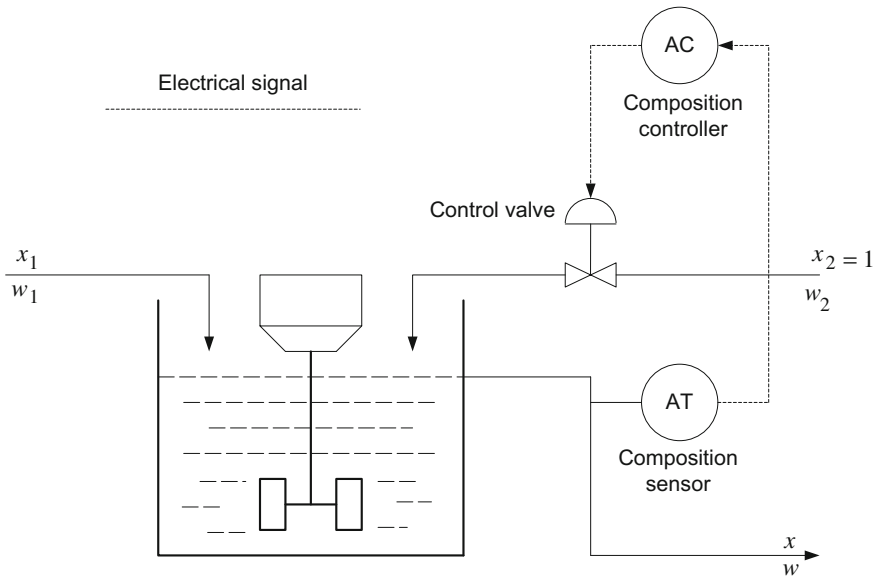 AC
Electrical signal
Composition
controller
Control valve
x₁
w₁
x₂ = 1
w₂
AT
Composition
sensor
x
w